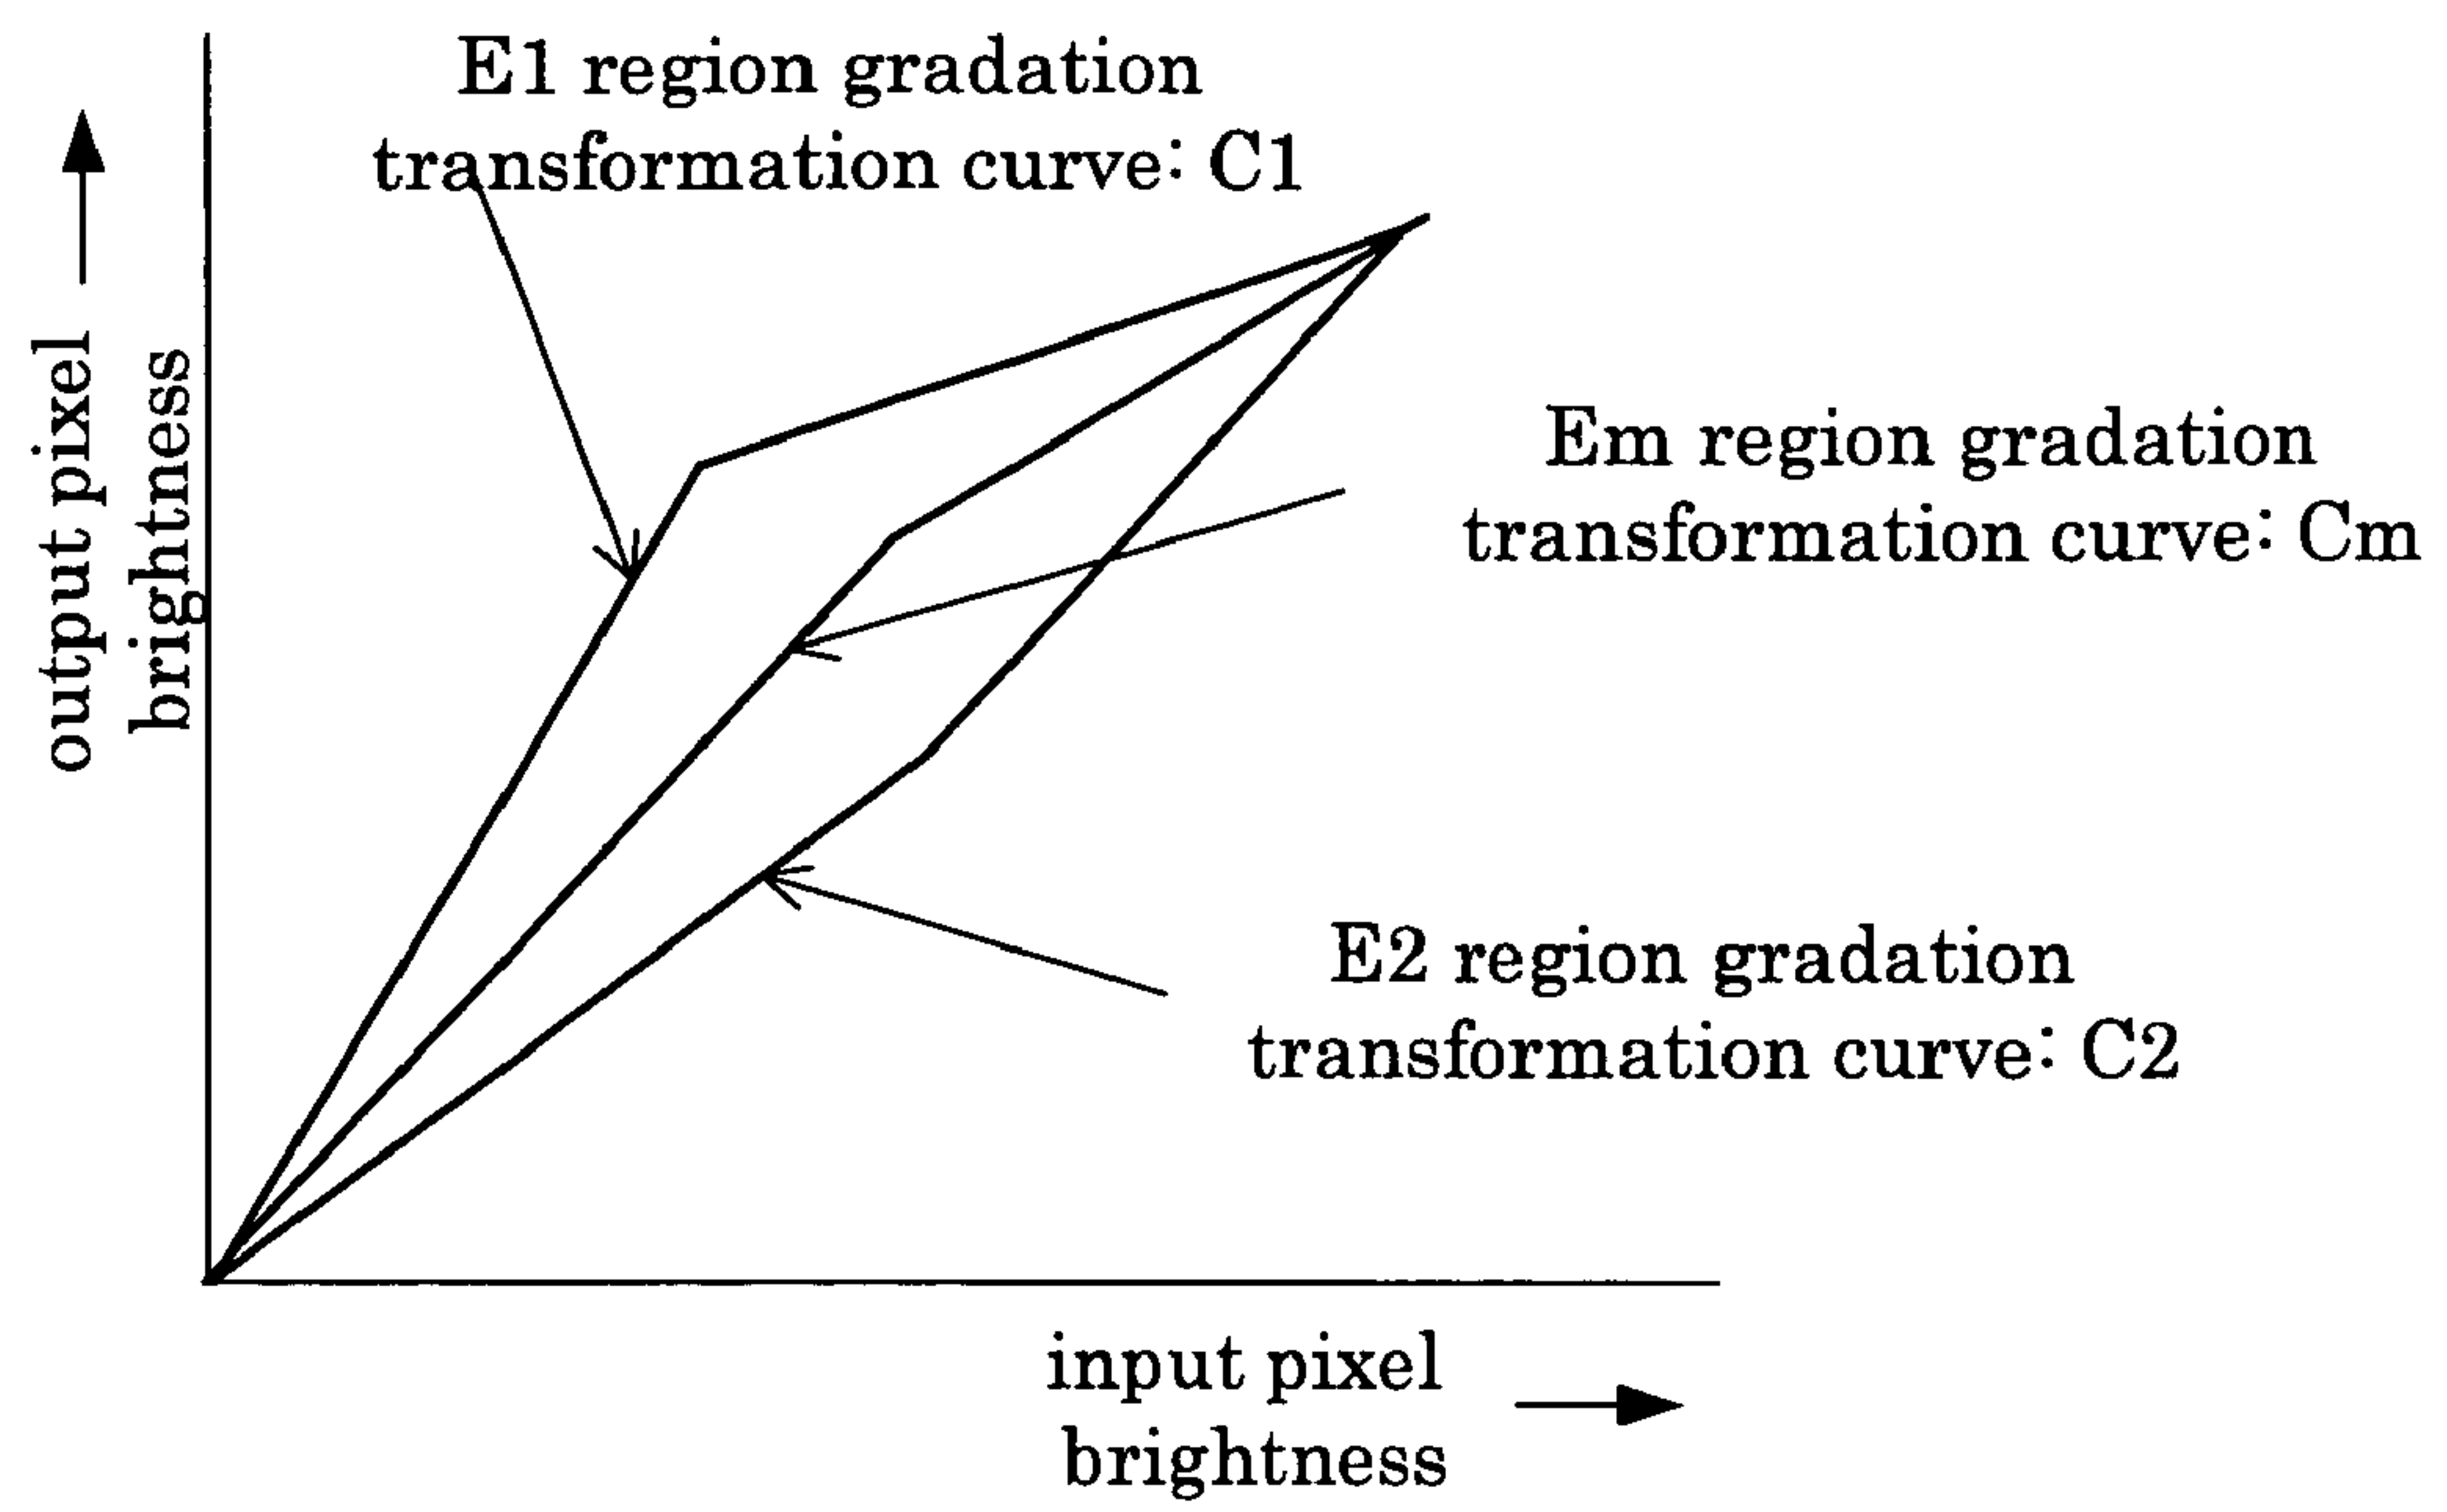 E1 region gradation
transformation curve: C1
output pixel
brightness
Em region gradation
transformation curve: Cm
E2 region gradation
transformation curve: C2
input pixel
brightness